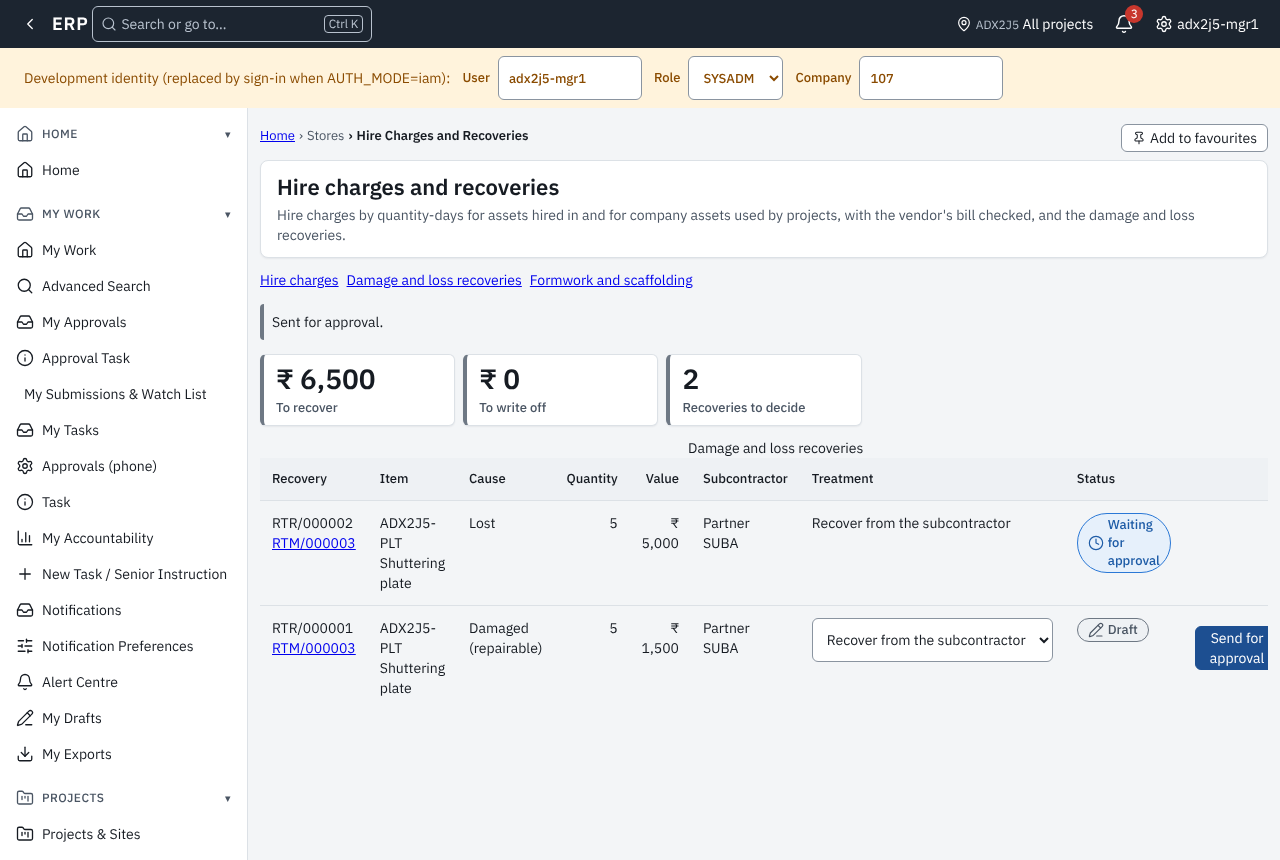 ERP
Search or go to...
Ctrl K
ADX2J5 All projects
3
adx2j5-mgr1
Development identity (replaced by sign-in when AUTH_MODE=iam):
User
adx2j5-mgr1
Role
SYSADM
Company
107
HOME
Home
MY WORK
My Work
Advanced Search
My Approvals
Approval Task
My Submissions & Watch List
My Tasks
Approvals (phone)
Task
My Accountability
New Task / Senior Instruction
Notifications
Notification Preferences
Alert Centre
My Drafts
My Exports
PROJECTS
Projects & Sites
Home › Stores › Hire Charges and Recoveries
Add to favourites
Hire charges and recoveries
Hire charges by quantity-days for assets hired in and for company assets used by projects, with the vendor's bill checked, and the damage and loss
recoveries.
Hire charges Damage and loss recoveries Formwork and scaffolding
Sent for approval.
₹ 6,500
To recover
₹ 0
To write off
2
Recoveries to decide
Damage and loss recoveries
Recovery Item Cause Quantity Value Subcontractor Treatment Status
RTR/000002
RTM/000003
ADX2J5-
PLT
Shuttering
plate
Lost
5
₹
5,000
Partner
SUBA
Recover from the subcontractor
Waiting
for
approval
RTR/000001
RTM/000003
ADX2J5-
PLT
Shuttering
plate
Damaged
(repairable)
5
₹
1,500
Partner
SUBA
Recover from the subcontractor
Draft
Send for
approval